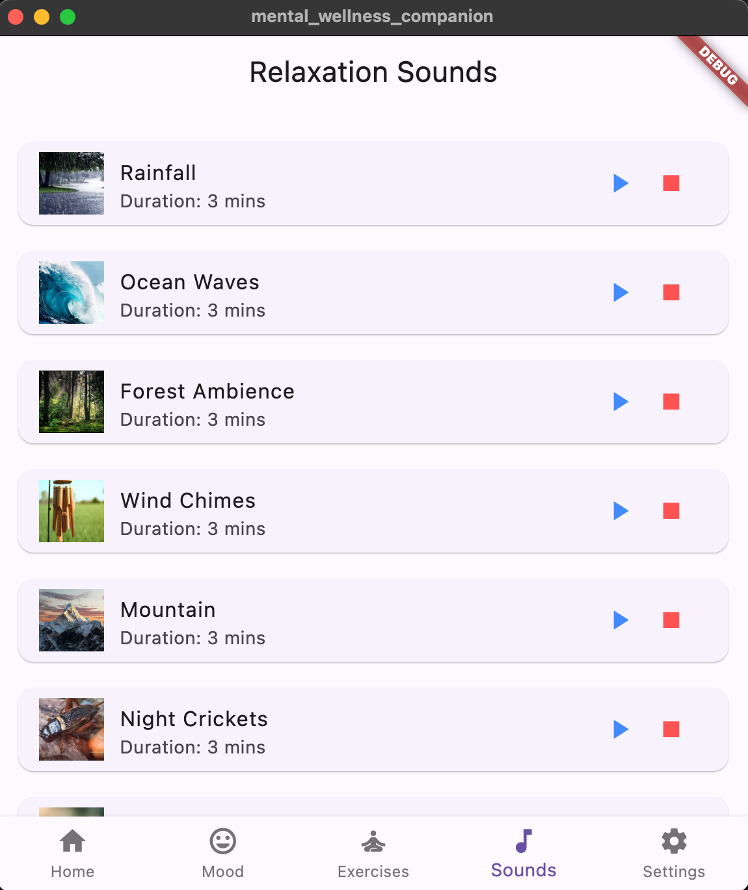 mental_wellness_companion
DEBUG
Relaxation Sounds
Rainfall
Duration: 3 mins
Ocean Waves
Duration: 3 mins
Forest Ambience
Duration: 3 mins
Wind Chimes
Duration: 3 mins
Mountain
Duration: 3 mins
Night Crickets
Duration: 3 mins
Home
Mood
Exercises
Sounds
Settings